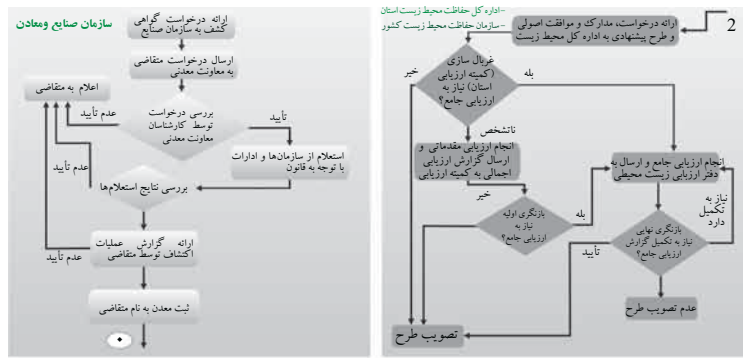 -اداره کل حفاظت محیط زیست استان
-سازمان حفاظت محیط زیست کشور
2
ارائه درخواست، مدارک و موافقت اصولی
و طرح پیشنهادی به اداره کل محیط زیست
غربال سازی
(کمیته ارزیابی
استان) نیاز به
ارزیابی جامع؟
خیر
بله
نامشخص
انجام ارزیابی مقدماتی و
ارسال گزارش ارزیابی
اجمالی به کمیته ارزیابی
انجام ارزیابی جامع و ارسال به
دفتر ارزیابی زیست محیطی
خیر
بازنگری اولیه
نیاز به
ارزیابی جامع؟
بله
بازنگری نهایی
نیاز به تکمیل گزارش
ارزیابی جامع؟
نیاز به
تکمیل
دارد
تأیید
عدم تصویب طرح
تصویب طرح
سازمان صنایع ومعادن
ارائه درخواست گواهی
کشف به سازمان صنایع
ارسال درخواست متقاضی
به معاونت معدنی
اعلام به متقاضی
بررسی درخواست
توسط کارشناسان
معاونت معدنی
عدم تأیید
تأیید
استعلام از سازمان‌ها و ادارات
با توجه به قانون
بررسی نتایج استعلام‌ها
عدم تأیید
ارائه گزارش عملیات
اکتشاف توسط متقاضی
عدم تأیید
ثبت معدن به نام متقاضی